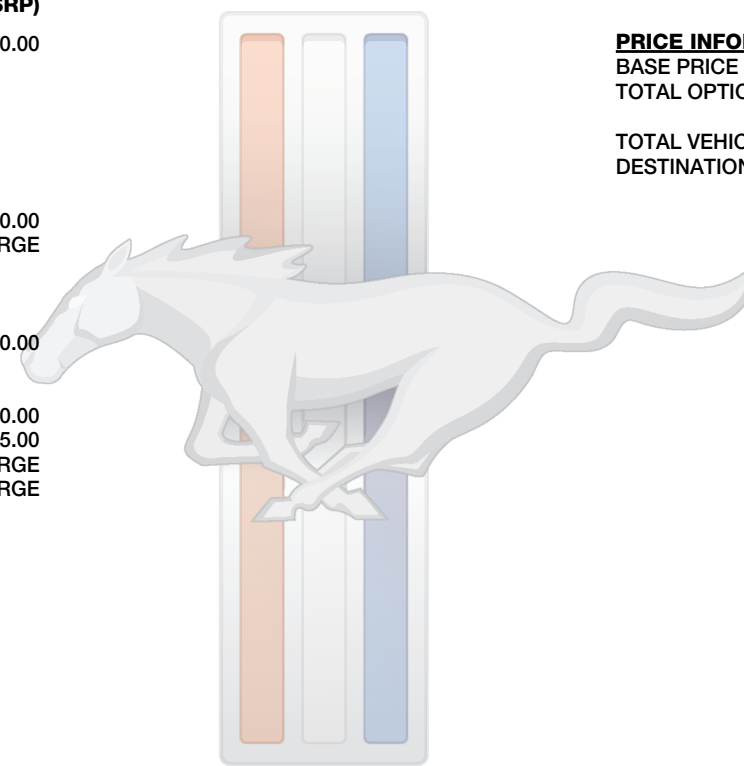 SRP)
0.00
0.00
RGE
0.00
0.00
5.00
RGE
RGE
PRICE INFO
BASE PRICE
TOTAL OPTIO
TOTAL VEHIC
DESTINATION